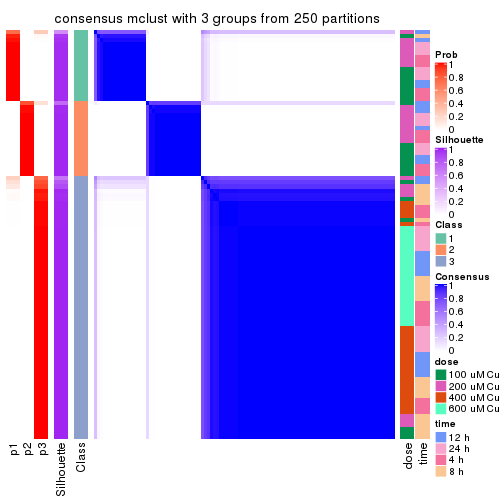 consensus mclust with 3 groups from 250 partitions
Prob
1
0.8
0.6
0.4
0.2
0
Silhouette
1
0.8
0.6
0.4
0.2
0
Class
1
2
3
Consensus
1
0.8
0.6
0.4
0.2
0
dose
100 uM Cu
200 uM Cu
400 uM Cu
600 uM Cu
time
12 h
24 h
4 h
8 h
p1
p2
p3
Silhouette
Class
dose
time